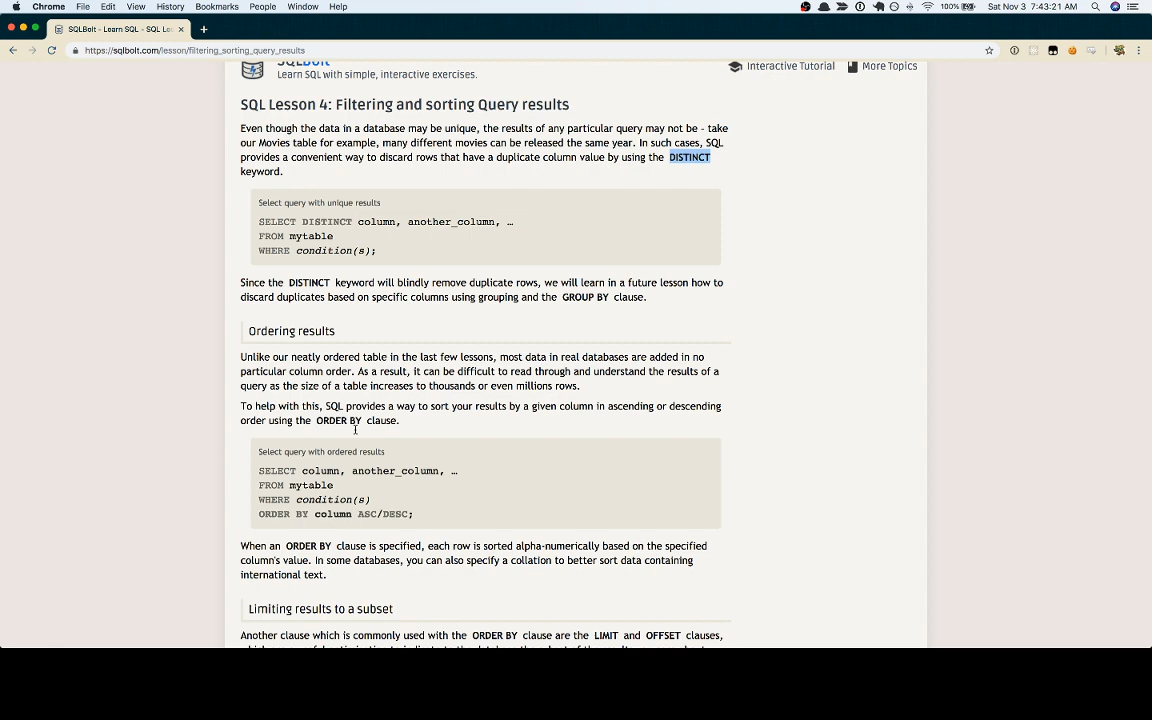 Chrome File Edit View History Bookmarks People Window Help 100% Sat Nov 3 7:43:21 AM
SQLBolt - Learn SQL - SQL Le
https://sqlbolt.com/lesson/filtering_sorting_query_results
SQLBolt
Learn SQL with simple, interactive exercises.
Interactive Tutorial More Topics
SQL Lesson 4: Filtering and sorting Query results
Even though the data in a database may be unique, the results of any particular query may not be – take
our Movies table for example, many different movies can be released the same year. In such cases, SQL
provides a convenient way to discard rows that have a duplicate column value by using the DISTINCT
keyword.
Select query with unique results
SELECT DISTINCT column, another_column, …
FROM mytable
WHERE condition(s);
Since the DISTINCT keyword will blindly remove duplicate rows, we will learn in a future lesson how to
discard duplicates based on specific columns using grouping and the GROUP BY clause.
Ordering results
Unlike our neatly ordered table in the last few lessons, most data in real databases are added in no
particular column order. As a result, it can be difficult to read through and understand the results of a
query as the size of a table increases to thousands or even millions rows.
To help with this, SQL provides a way to sort your results by a given column in ascending or descending
order using the ORDER BY clause.
Select query with ordered results
SELECT column, another_column, …
FROM mytable
WHERE condition(s)
ORDER BY column ASC/DESC;
When an ORDER BY clause is specified, each row is sorted alpha-numerically based on the specified
column's value. In some databases, you can also specify a collation to better sort data containing
international text.
Limiting results to a subset
Another clause which is commonly used with the ORDER BY clause are the LIMIT and OFFSET clauses,